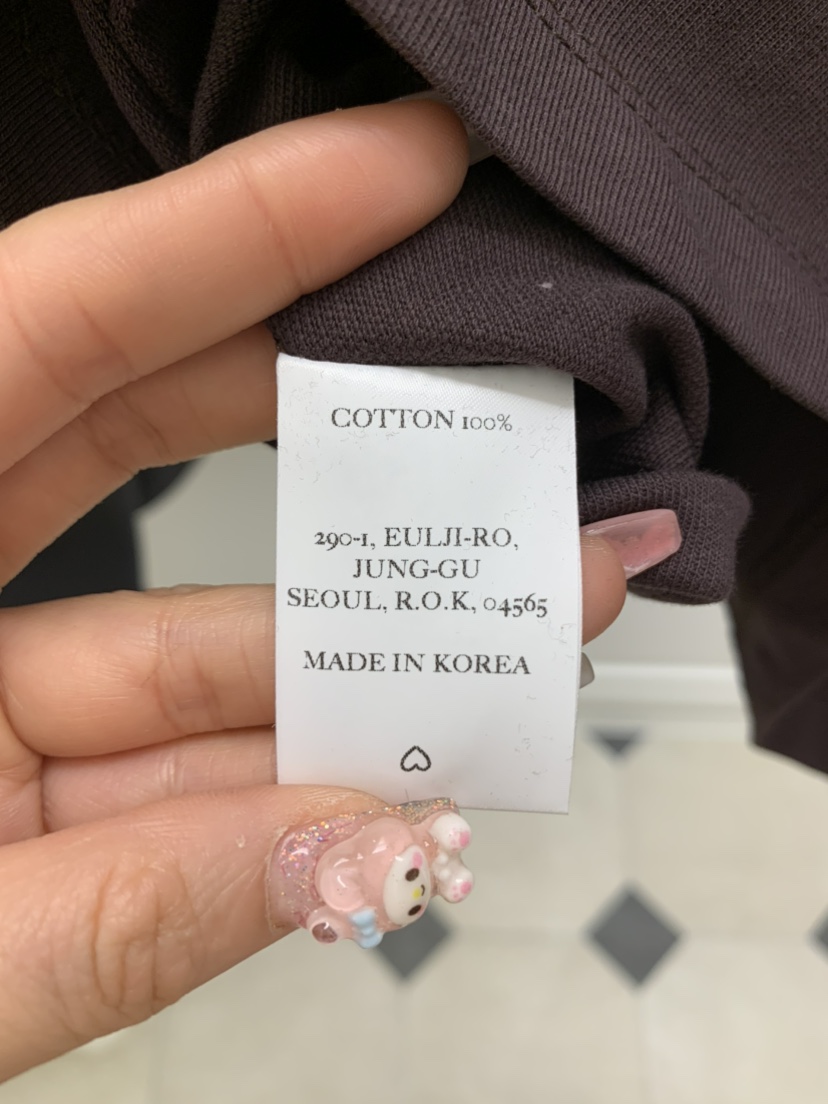 COTTON 100%
290-1, EULJI-RO,
JUNG-GU
SEOUL, R.O.K, 04565
MADE IN KOREA